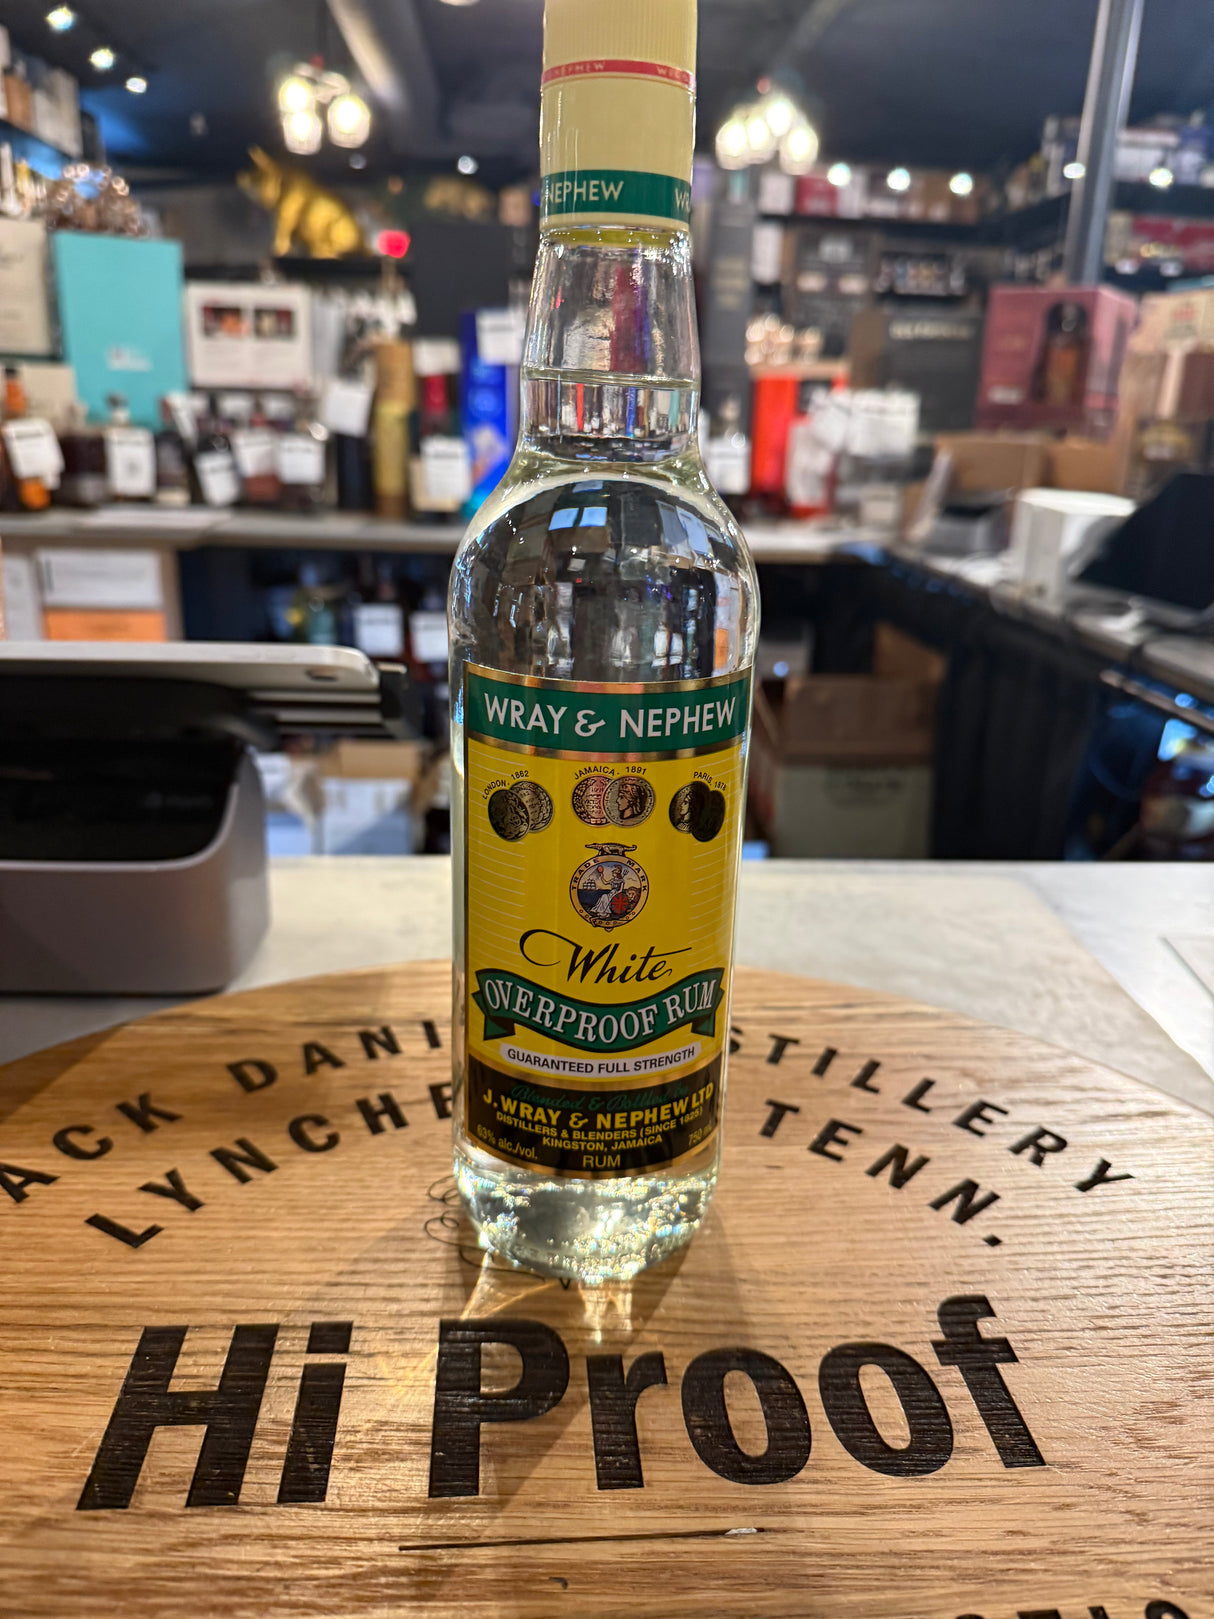 NEPHEW
NEPHEW
WRAY & NEPHEW
LONDON . 1862
JAMAICA . 1891
PARIS, 1878
TRADE MARK
White
OVERPROOF RUM
GUARANTEED FULL STRENGTH
Blended & Bottled by
J. WRAY & NEPHEW LTD
DISTILLERS & BLENDERS (SINCE 1825)
KINGSTON, JAMAICA
63% alc./vol.
750 ml
RUM
ACK DANI STILLERY
LYNCHE TENN.
Hi Proof